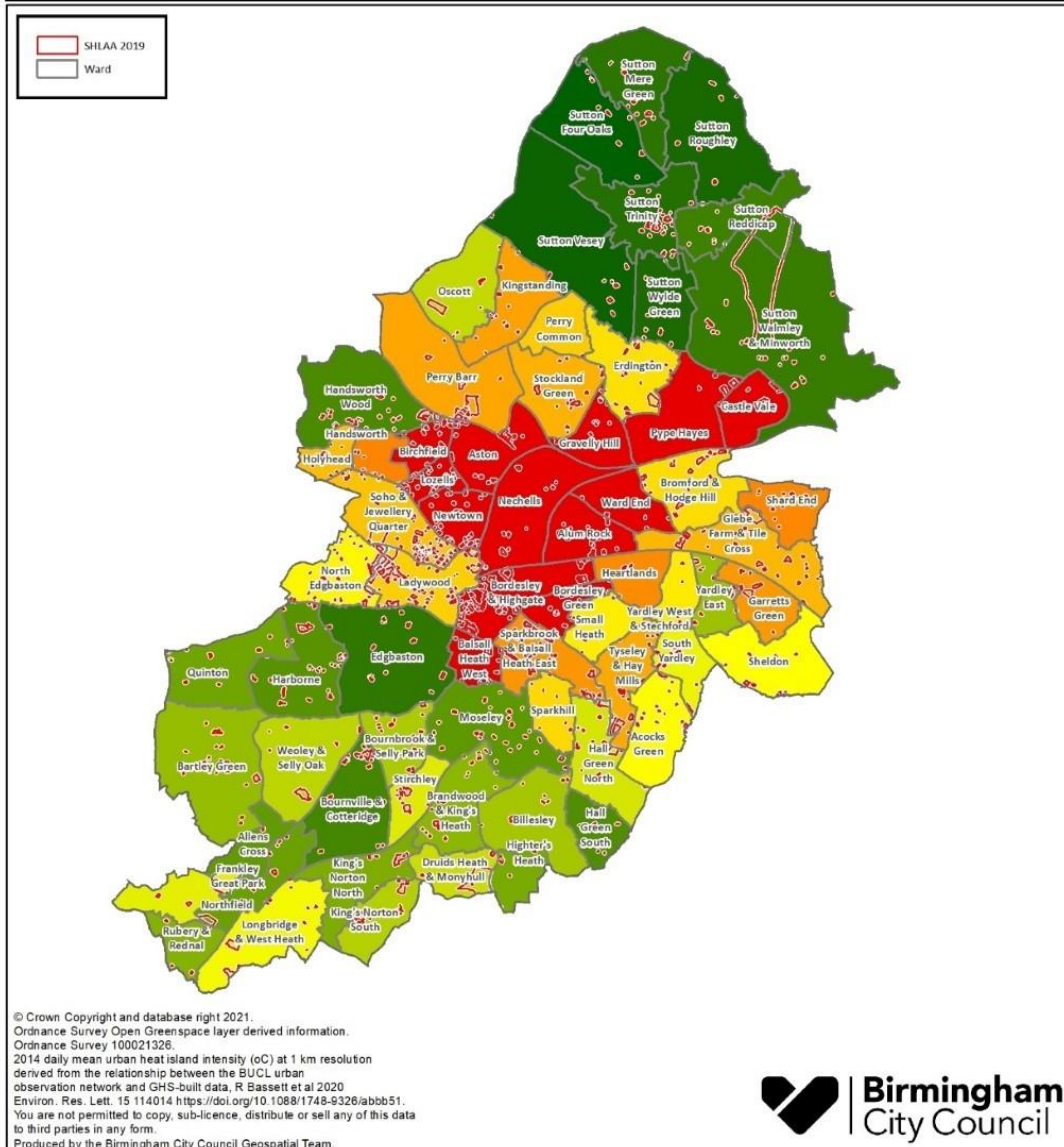 SHLAA 2019
Ward
Sutton
Mere
Green
Sutton
Four Oaks
Sutton
Roughley
Sutton
Trinity
Sutton
Reddicap
Sutton Vesey
Sutton
Wylde
Green
Sutton
Walmley
& Minworth
Oscott
Kingstanding
Perry
Common
Erdington
Perry Barr
Stockland
Green
Handsworth
Wood
Handsworth
Holyhead
Birchfield
Aston
Gravelly Hill
Pype Hayes
Castle Vale
Lozells
Soho &
Jewellery
Quarter
Newtown
Nechells
Ward End
Alum Rock
Bromford &
Hodge Hill
Shard End
Glebe
Farm & Tile
Cross
North
Edgbaston
Ladywood
Bordesley
& Highgate
Bordesley
Green
Heartlands
Small
Heath
Yardley West
& Stechford
Yardley
East
Garretts
Green
South
Yardley
Sheldon
Quinton
Harborne
Edgbaston
Balsall
Heath
West
Sparkbrook
& Balsall
Heath East
Tyseley
& Hay
Mills
Moseley
Sparkhill
Acocks
Green
Hall
Green
North
Bartley Green
Weoley &
Selly Oak
Bournbrook &
Selly Park
Stirchley
Bournville &
Cotteridge
Brandwood
& King's
Heath
Billesley
Hall
Green
South
Highter's
Heath
Allens
Cross
Frankley
Great Park
Northfield
King's
Norton
North
Druids Heath
& Monyhull
Rubery &
Rednal
Longbridge
& West Heath
King's Norton
South
© Crown Copyright and database right 2021.
Ordnance Survey Open Greenspace layer derived information.
Ordnance Survey 100021326.
2014 daily mean urban heat island intensity (oC) at 1 km resolution
derived from the relationship between the BUCL urban
observation network and GHS-built data, R Bassett et al 2020
Environ. Res. Lett. 15 114014 https://doi.org/10.1088/1748-9326/abbb51.
You are not permitted to copy, sub-licence, distribute or sell any of this data
to third parties in any form.
Produced by the Birmingham City Council Geospatial Team.
Birmingham
City Council